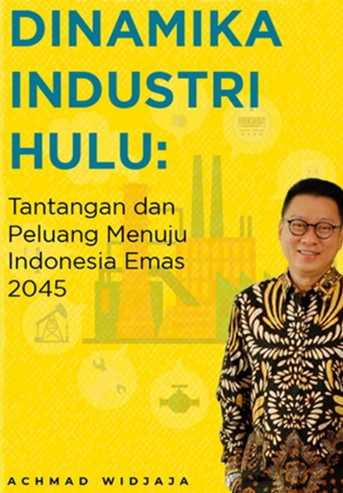 DINAMIKA
INDUSTRI
HULU:
Tantangan dan
Peluang Menuju
Indonesia Emas
2045
ACHMAD WIDJAJA